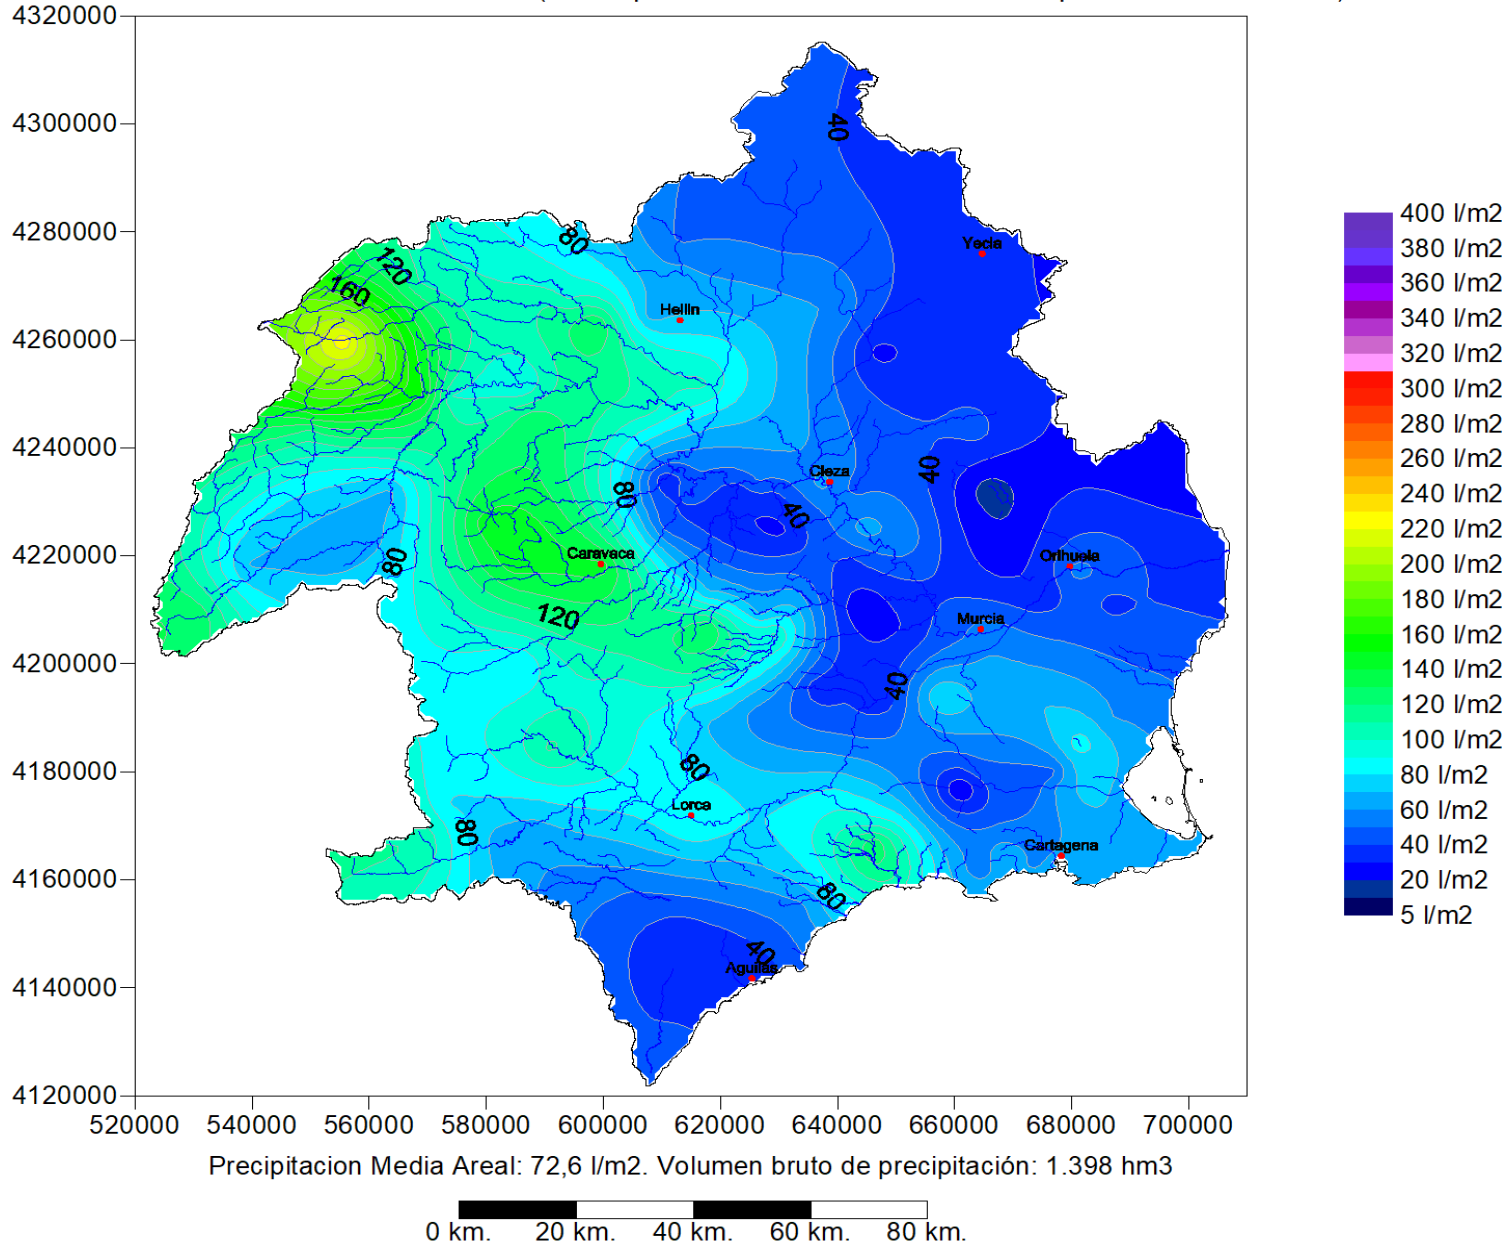 4320000
4300000
4280000
4260000
4240000
4220000
4200000
4180000
4160000
4140000
4120000
520000 540000 560000 580000 600000 620000 640000 660000 680000 700000
40
Yecla
80
120
160
Hellin
Cieza
40
80
40
Caravaca
Orihuela
80
120
Murcia
40
80
Lorca
80
Cartagena
80
40
Aguilas
400 l/m2
380 l/m2
360 l/m2
340 l/m2
320 l/m2
300 l/m2
280 l/m2
260 l/m2
240 l/m2
220 l/m2
200 l/m2
180 l/m2
160 l/m2
140 l/m2
120 l/m2
100 l/m2
80 l/m2
60 l/m2
40 l/m2
20 l/m2
5 l/m2
Precipitacion Media Areal: 72,6 l/m2. Volumen bruto de precipitación: 1.398 hm3
0 km. 20 km. 40 km. 60 km. 80 km.